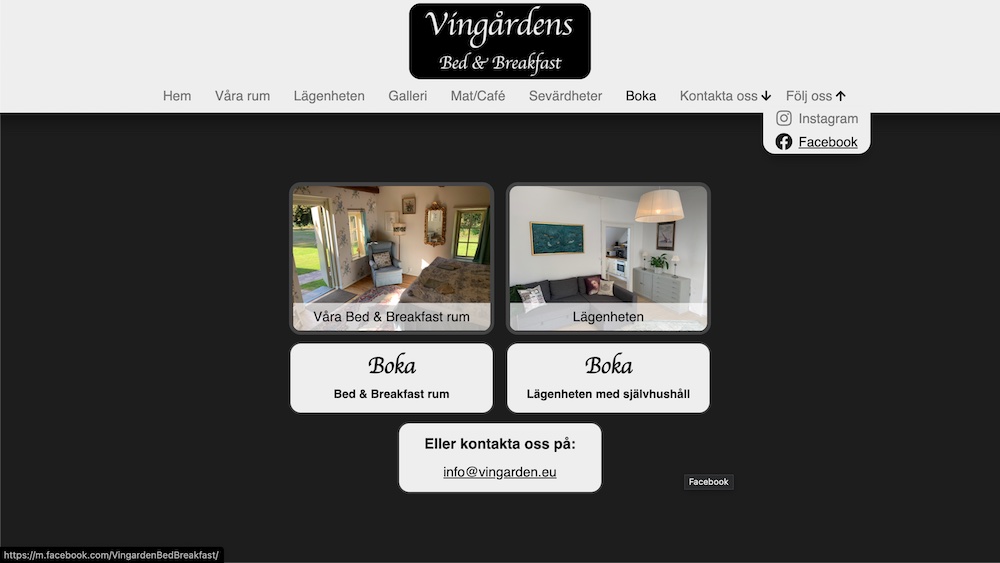 Vingårdens
Bed & Breakfast
Hem Våra rum Lägenheten Galleri Mat/Café Sevärdheter Boka Kontakta oss Följ oss
Instagram
Facebook
Våra Bed & Breakfast rum
Lägenheten
Boka
Bed & Breakfast rum
Boka
Lägenheten med självhushåll
Eller kontakta oss på:
info@vingarden.eu
Facebook
https://m.facebook.com/VingardenBedBreakfast/